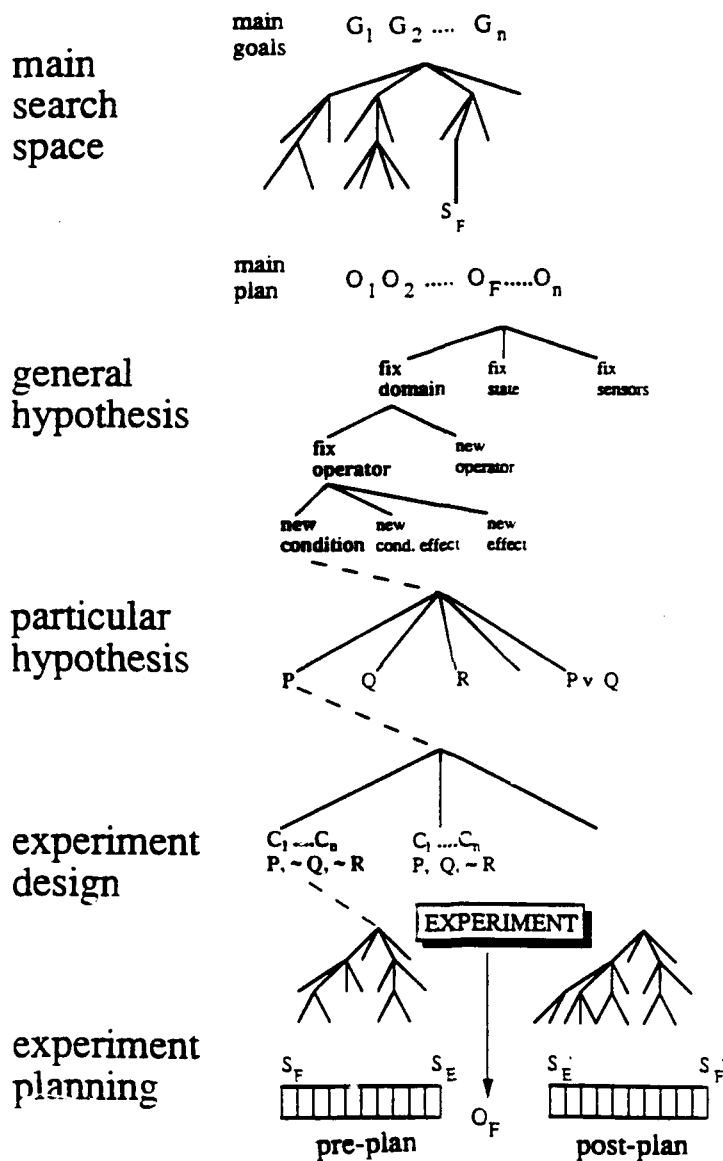 main goals G1 G2 .... Gn
main search space
SF
main plan O1 O2 ..... OF.....On
general hypothesis
fix domain
fix state
fix sensors
fix operator
new operator
new condition
new cond. effect
new effect
particular hypothesis
P Q R P v Q
experiment design
C1 ....Cn
P, ~ Q, ~ R
C1 ....Cn
P, Q, ~ R
EXPERIMENT
experiment planning
SF SE SE' SF'
OF
pre-plan post-plan